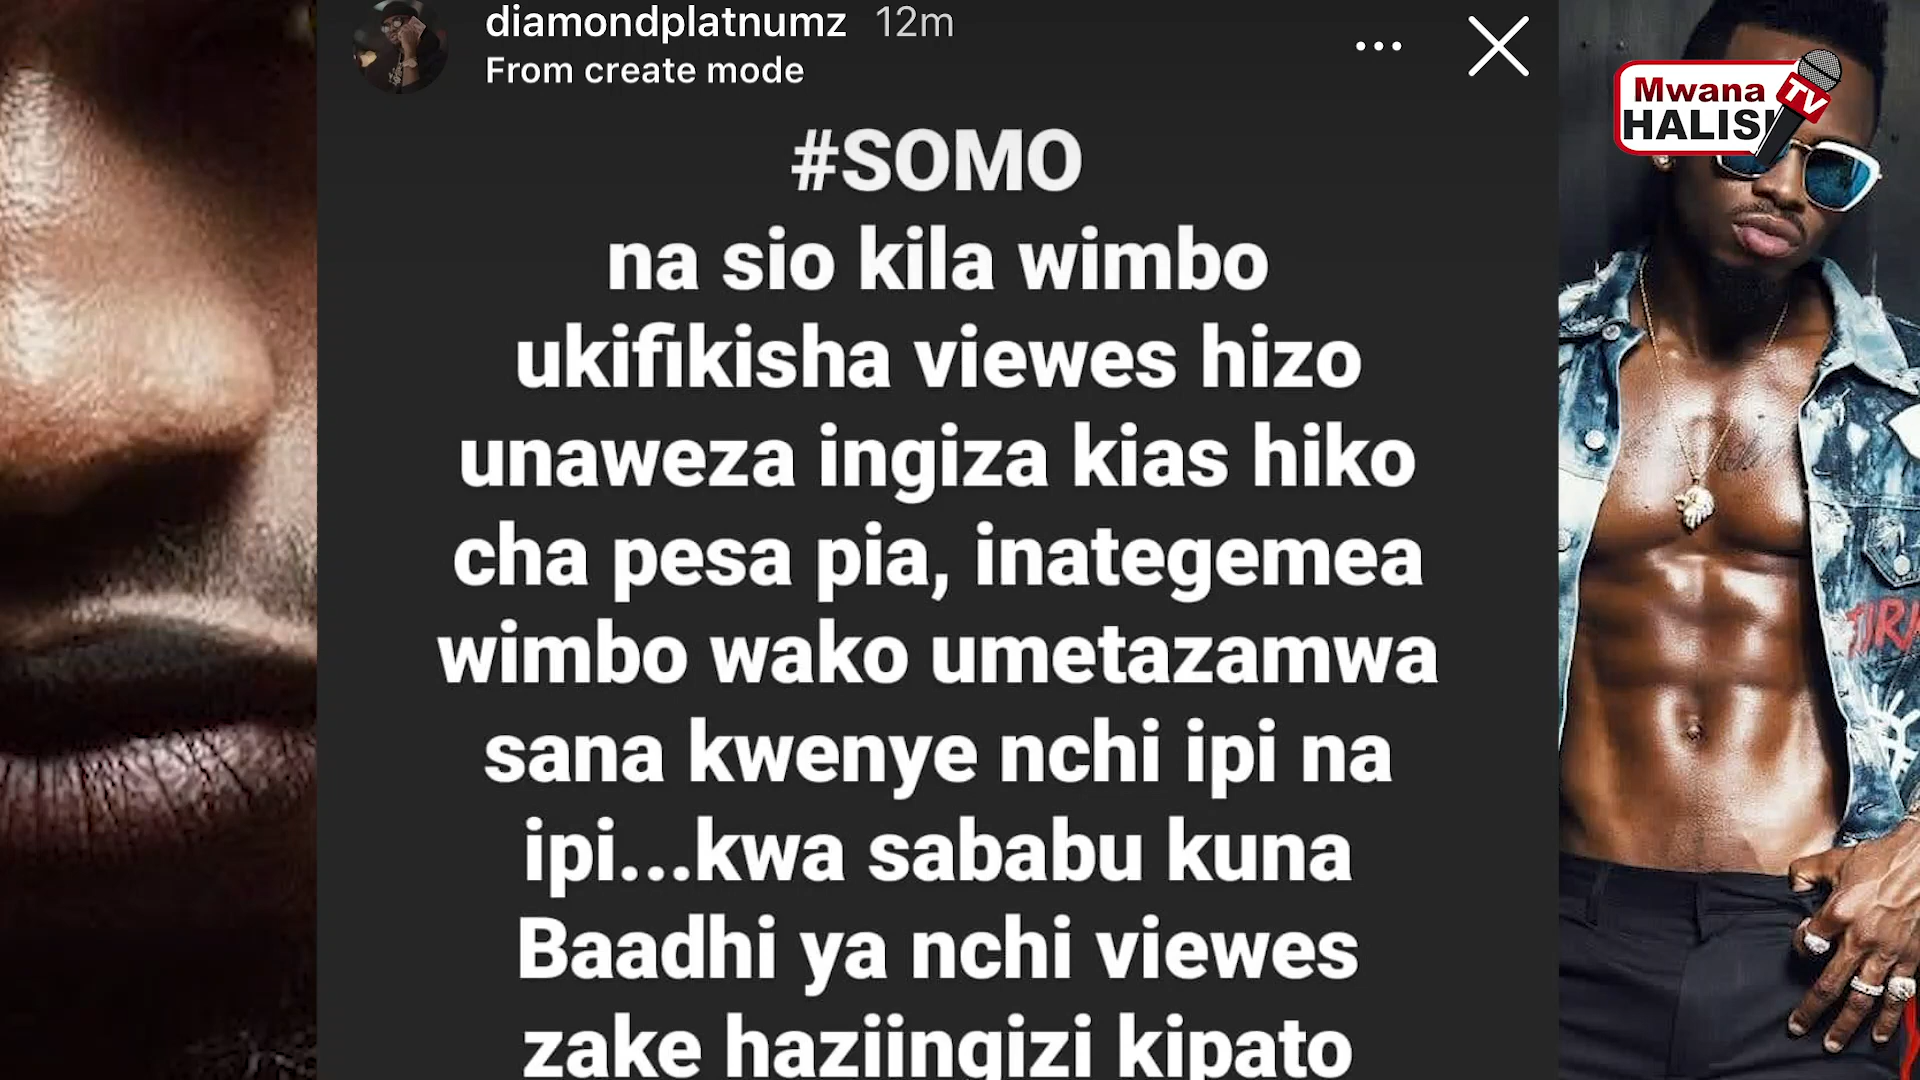 diamondplatnumz 12m
From create mode
Mwana
HALISI
TV
#SOMO
na sio kila wimbo
ukifikisha viewes hizo
unaweza ingiza kias hiko
cha pesa pia, inategemea
wimbo wako umetazamwa
sana kwenye nchi ipi na
ipi...kwa sababu kuna
Baadhi ya nchi viewes
zake haziingizi kipato